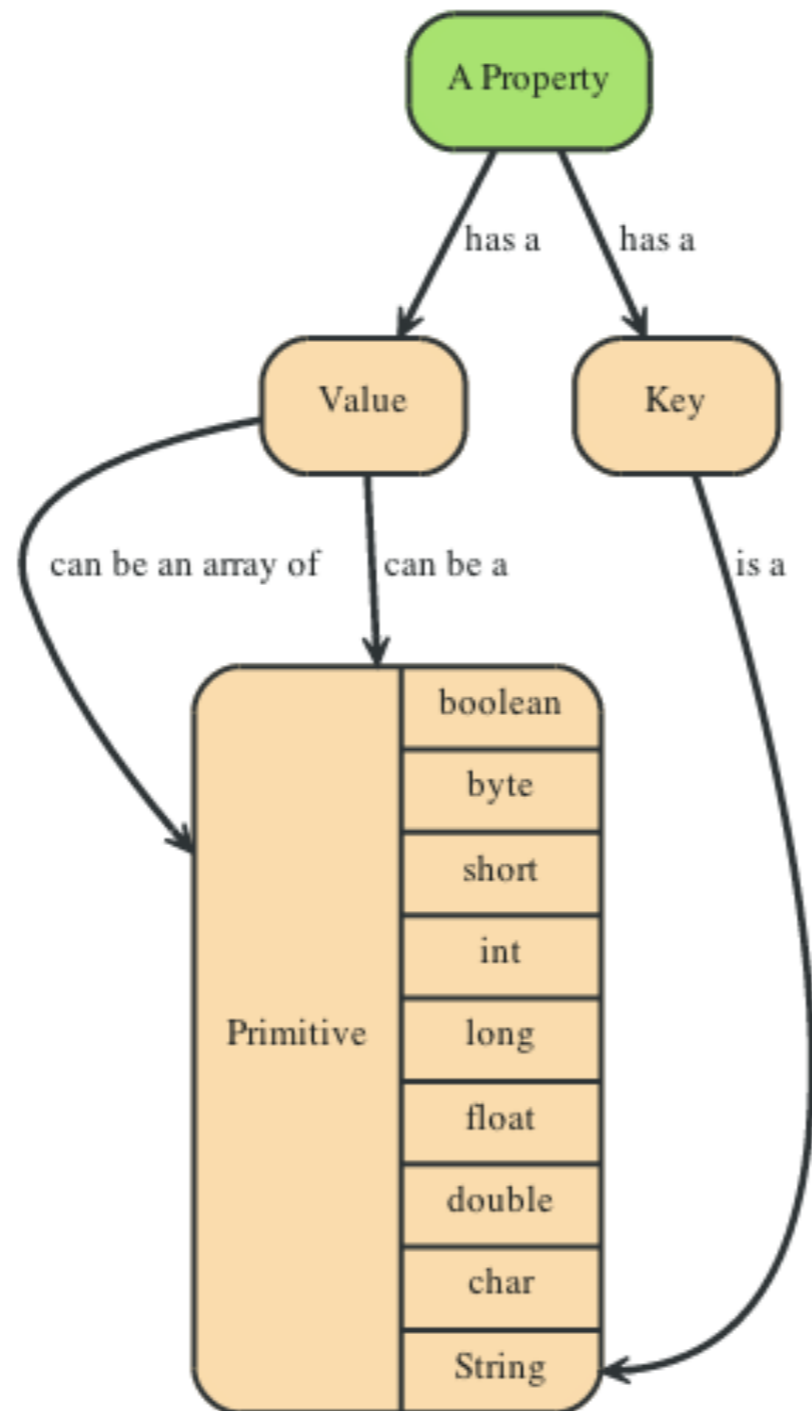 A Property
has a
has a
Value
Key
can be an array of
can be a
is a
Primitive
boolean
byte
short
int
long
float
double
char
String